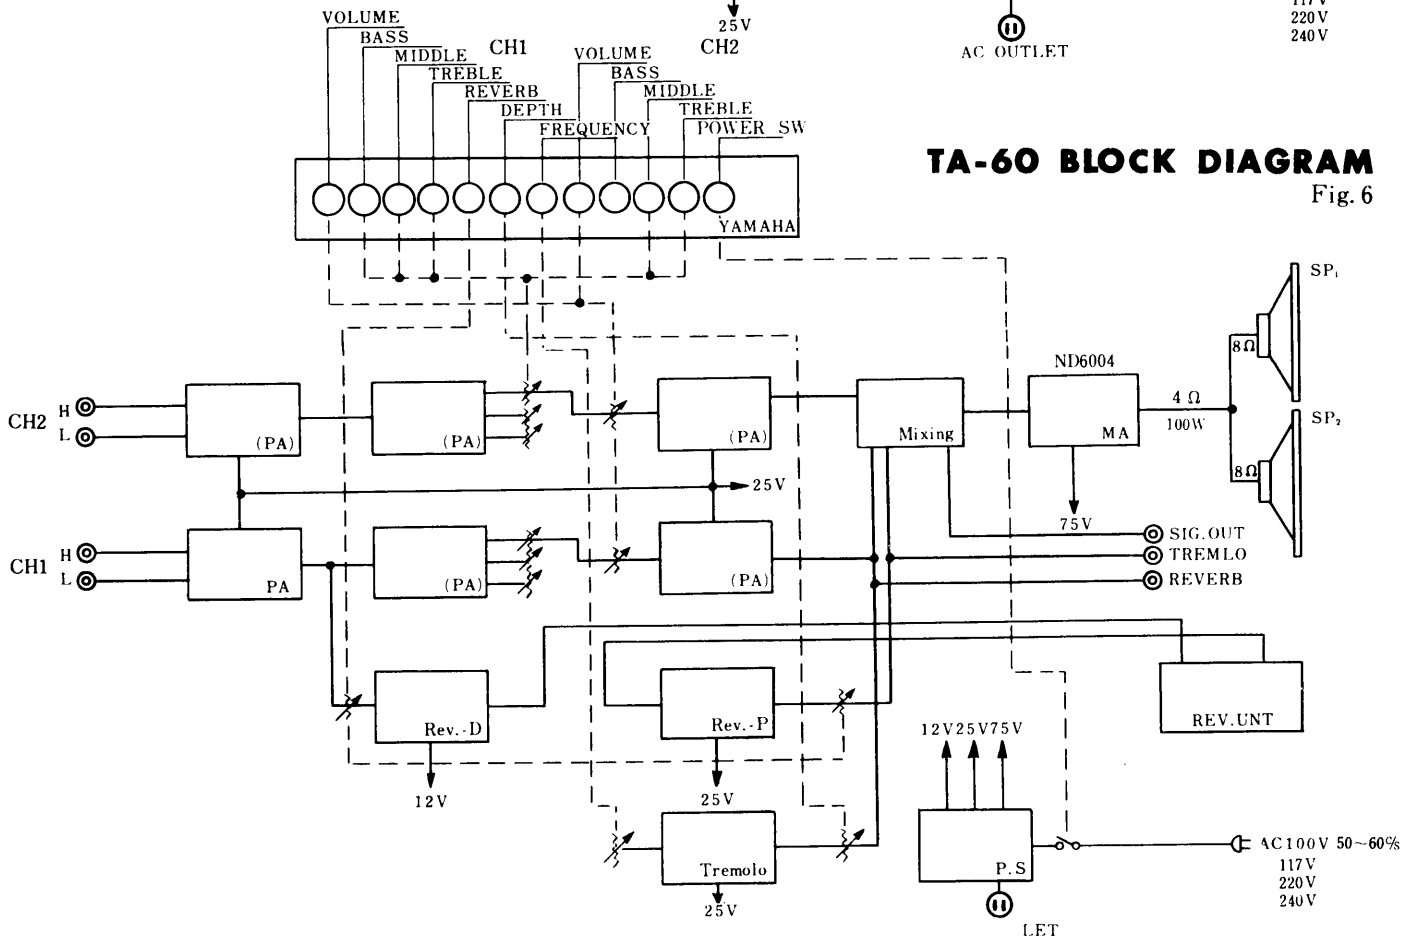 117V
220V
240V
25V
AC OUTLET
VOLUME
BASS
MIDDLE
TREBLE
REVERB
DEPTH
FREQUENCY
CH1
CH2
VOLUME
BASS
MIDDLE
TREBLE
POWER SW
YAMAHA
TA-60 BLOCK DIAGRAM
Fig. 6
SP₁
8Ω
ND6004
4 Ω
100W
SP₂
8Ω
CH2
H
L
(PA)
(PA)
(PA)
Mixing
MA
25V
75V
CH1
H
L
PA
(PA)
(PA)
SIG.OUT
TREMLO
REVERB
Rev.-D
Rev.-P
REV.UNT
12V
25V
12V 25V 75V
Tremolo
25V
P.S
AC100V 50~60%
117V
220V
240V
LET